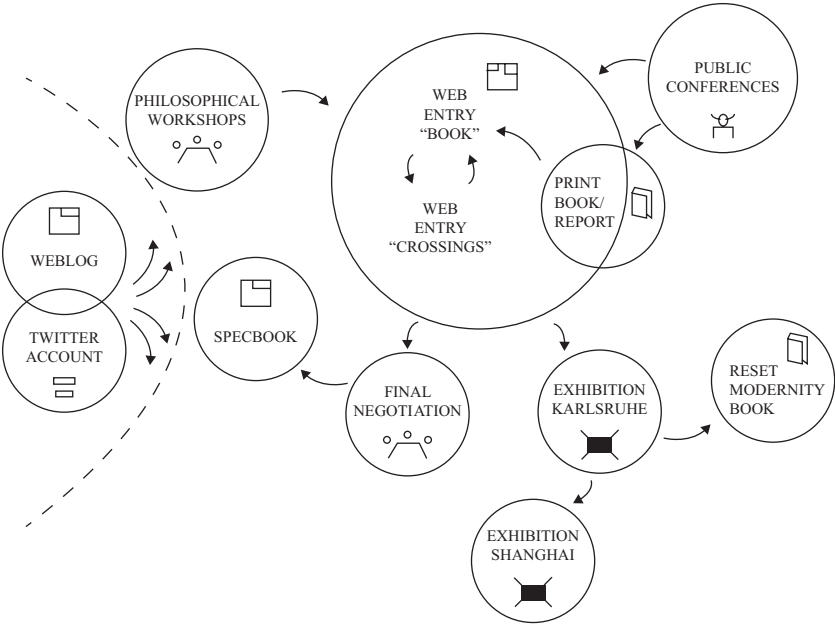 PHILOSOPHICAL
WORKSHOPS
WEB
ENTRY
“BOOK”
PUBLIC
CONFERENCES
PRINT
BOOK/
REPORT
WEB
ENTRY
“CROSSINGS”
WEBLOG
TWITTER
ACCOUNT
SPECBOOK
FINAL
NEGOTIATION
EXHIBITION
KARLSRUHE
RESET
MODERNITY
BOOK
EXHIBITION
SHANGHAI